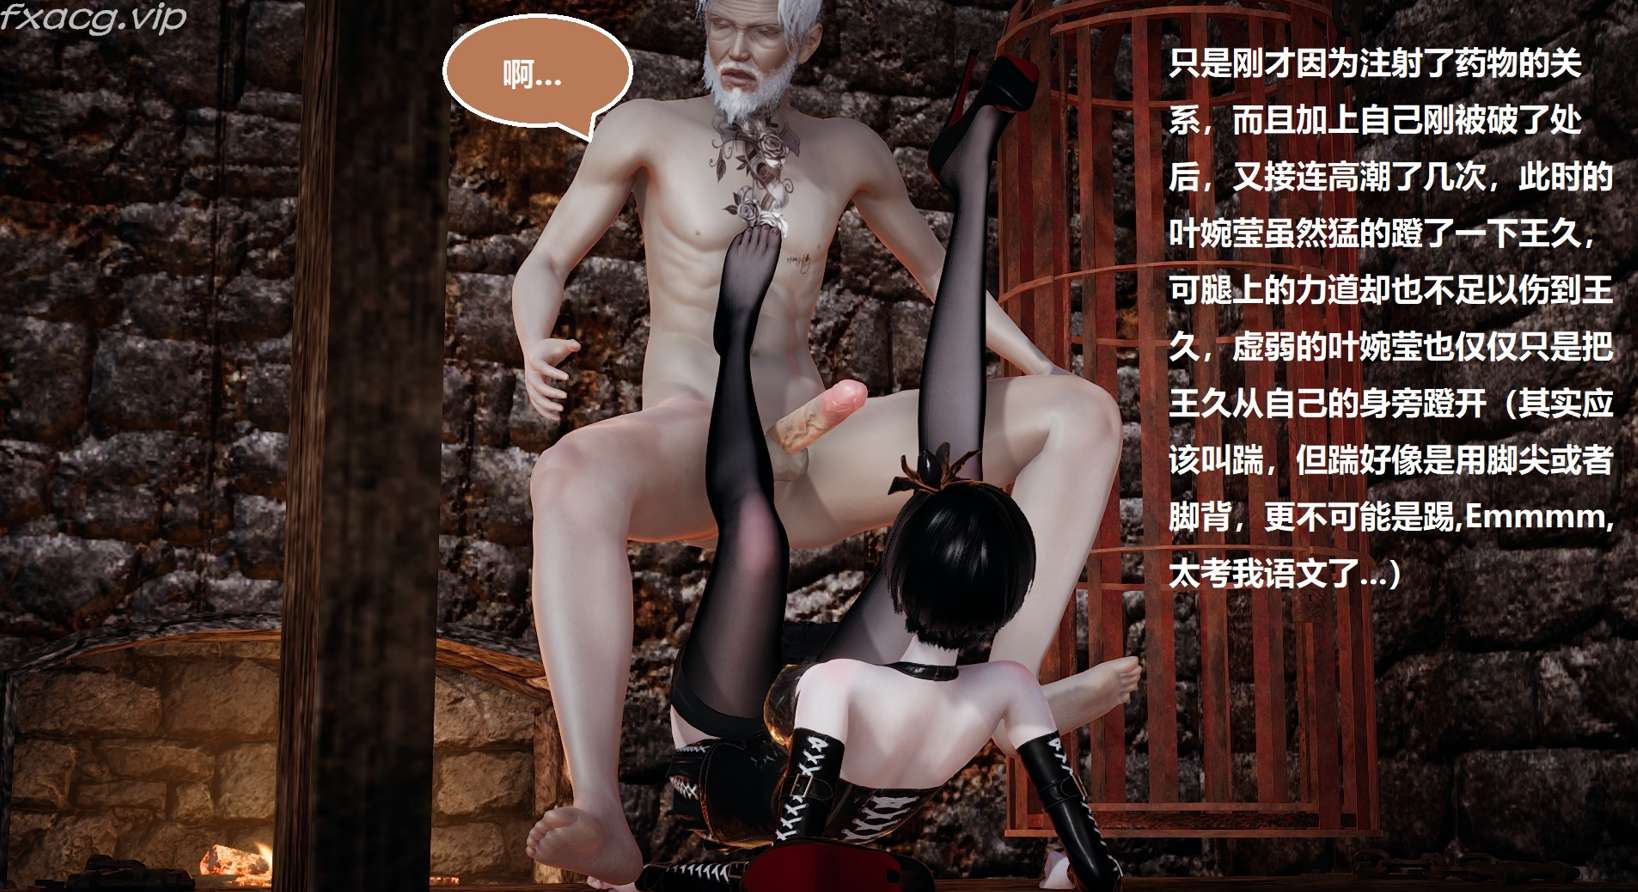 fxacg.vip
啊...
只是刚才因为注射了药物的关
系，而且加上自己刚被破了处
后，又接连高潮了几次，此时的
叶婉莹虽然猛的蹬了一下王久，
可腿上的力道却也不足以伤到王
久，虚弱的叶婉莹也仅仅只是把
王久从自己的身旁蹬开（其实应
该叫踹，但踹好像是用脚尖或者
脚背，更不可能是踢,Emmmm,
太考我语文了...）